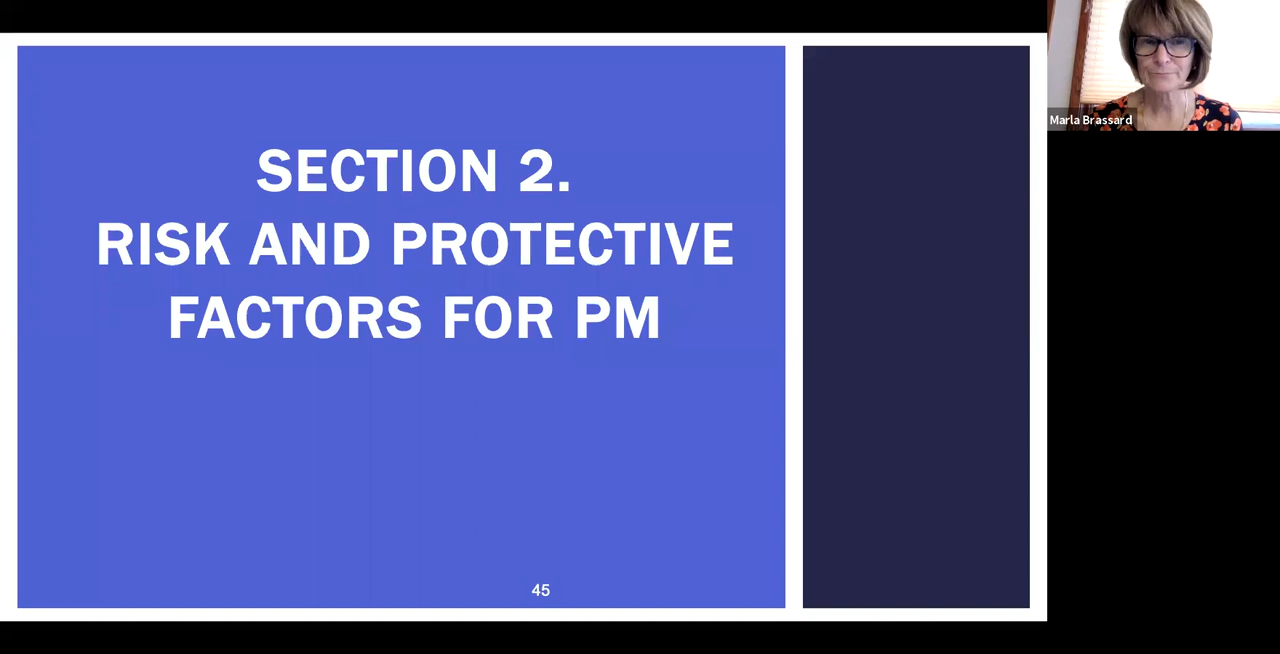 SECTION 2.
RISK AND PROTECTIVE
FACTORS FOR PM
45
Marla Brassard